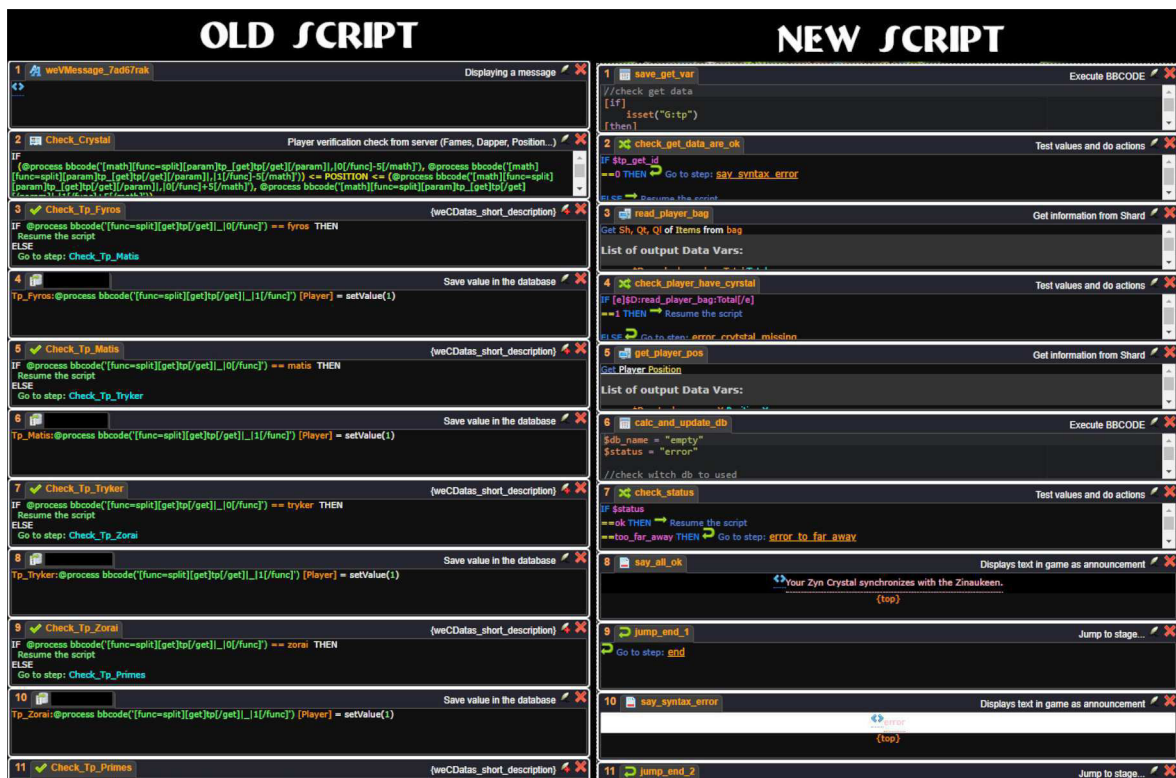 OLD SCRIPT
1 weVMessage_7ad67rak Displaying a message
<>
2 Check_Crystal Player verification check from server (Fames, Dapper, Position...)
IF
(@process bbcode('[math][func=split][param]tp_[get]tp[/get][/param]|,|0[/func]-5[/math]'), @process bbcode('[math]
[func=split][param]tp_[get]tp[/get][/param]|,|1[/func]-5[/math]')) <= POSITION <= (@process bbcode('[math][func=split]
[param]tp_[get]tp[/get][/param]|,|0[/func]+5[/math]'), @process bbcode('[math][func=split][param]tp_[get]tp[/get]
3 Check_Tp_Fyros {weCDatas_short_description}
IF @process bbcode('[func=split][get]tp[/get]|_|0[/func]') == fyros THEN
Resume the script
ELSE
Go to step: Check_Tp_Matis
4 Save value in the database
Tp_Fyros:@process bbcode('[func=split][get]tp[/get]|_|1[/func]') [Player] = setValue(1)
5 Check_Tp_Matis {weCDatas_short_description}
IF @process bbcode('[func=split][get]tp[/get]|_|0[/func]') == matis THEN
Resume the script
ELSE
Go to step: Check_Tp_Tryker
6 Save value in the database
Tp_Matis:@process bbcode('[func=split][get]tp[/get]|_|1[/func]') [Player] = setValue(1)
7 Check_Tp_Tryker {weCDatas_short_description}
IF @process bbcode('[func=split][get]tp[/get]|_|0[/func]') == tryker THEN
Resume the script
ELSE
Go to step: Check_Tp_Zorai
8 Save value in the database
Tp_Tryker:@process bbcode('[func=split][get]tp[/get]|_|1[/func]') [Player] = setValue(1)
9 Check_Tp_Zorai {weCDatas_short_description}
IF @process bbcode('[func=split][get]tp[/get]|_|0[/func]') == zorai THEN
Resume the script
ELSE
Go to step: Check_Tp_Primes
10 Save value in the database
Tp_Zorai:@process bbcode('[func=split][get]tp[/get]|_|1[/func]') [Player] = setValue(1)
11 Check_Tp_Primes {weCDatas_short_description}
NEW SCRIPT
1 save_get_var Execute BBCODE
//check get data
[if]
isset("G:tp")
[then]
2 check_get_data_are_ok Test values and do actions
IF $tp_get_id
==0 THEN Go to step: say_syntax_error
ELSE Resume the script
3 read_player_bag Get information from Shard
Get Sh, Qt, Ql of Items from bag
List of output Data Vars:
4 check_player_have_cyrstal Test values and do actions
IF [e]$D:read_player_bag:Total[/e]
==1 THEN Resume the script
ELSE Go to step: error_crytstal_missing
5 get_player_pos Get information from Shard
Get Player Position
List of output Data Vars:
6 calc_and_update_db Execute BBCODE
$db_name = "empty"
$status = "error"
//check witch db to used
7 check_status Test values and do actions
IF $status
==ok THEN Resume the script
==too_far_away THEN Go to step: error_to_far_away
8 say_all_ok Displays text in game as announcement
<>Your Zyn Crystal synchronizes with the Zinaukeen.
{top}
9 jump_end_1 Jump to stage...
Go to step: end
10 say_syntax_error Displays text in game as announcement
<>error
{top}
11 jump_end_2 Jump to stage...